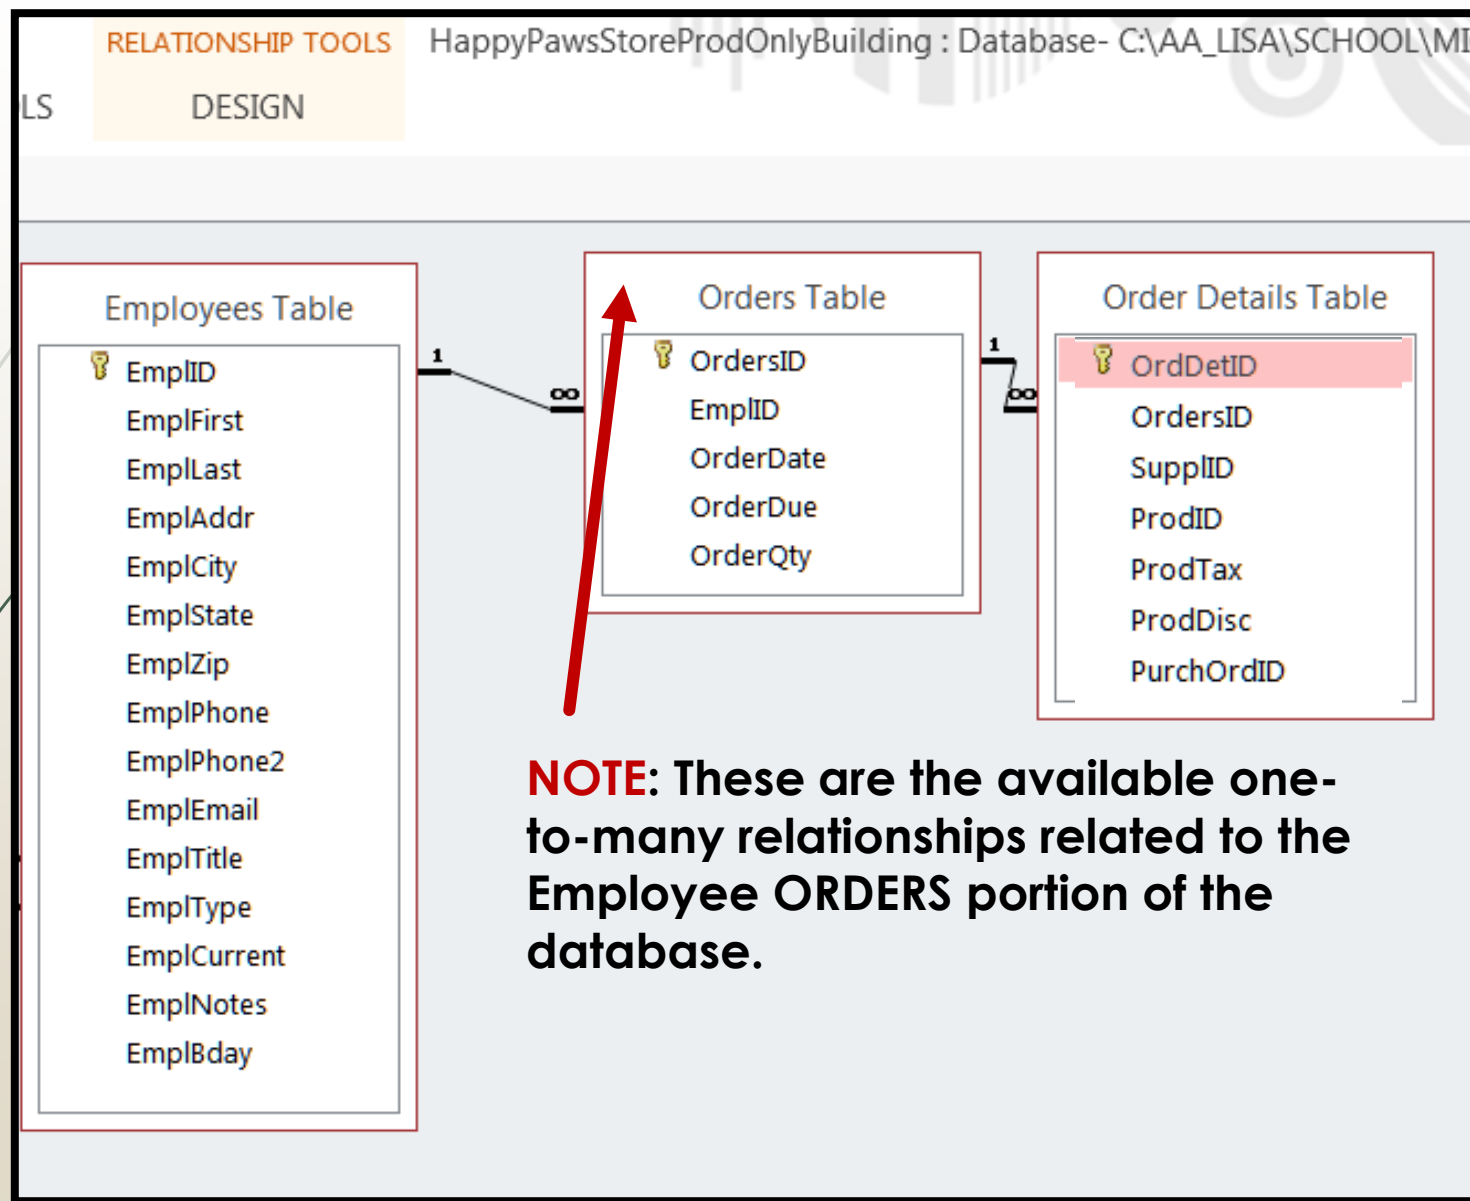 RELATIONSHIP TOOLS HappyPawsStoreProdOnlyBuilding : Database- C:\AA_LISA\SCHOOL\MI
LS DESIGN
Employees Table
EmplID
EmplFirst
EmplLast
EmplAddr
EmplCity
EmplState
EmplZip
EmplPhone
EmplPhone2
EmplEmail
EmplTitle
EmplType
EmplCurrent
EmplNotes
EmplBday
1
∞
Orders Table
OrdersID
EmplID
OrderDate
OrderDue
OrderQty
1
∞
Order Details Table
OrdDetID
OrdersID
SupplID
ProdID
ProdTax
ProdDisc
PurchOrdID
NOTE: These are the available one-
to-many relationships related to the
Employee ORDERS portion of the
database.